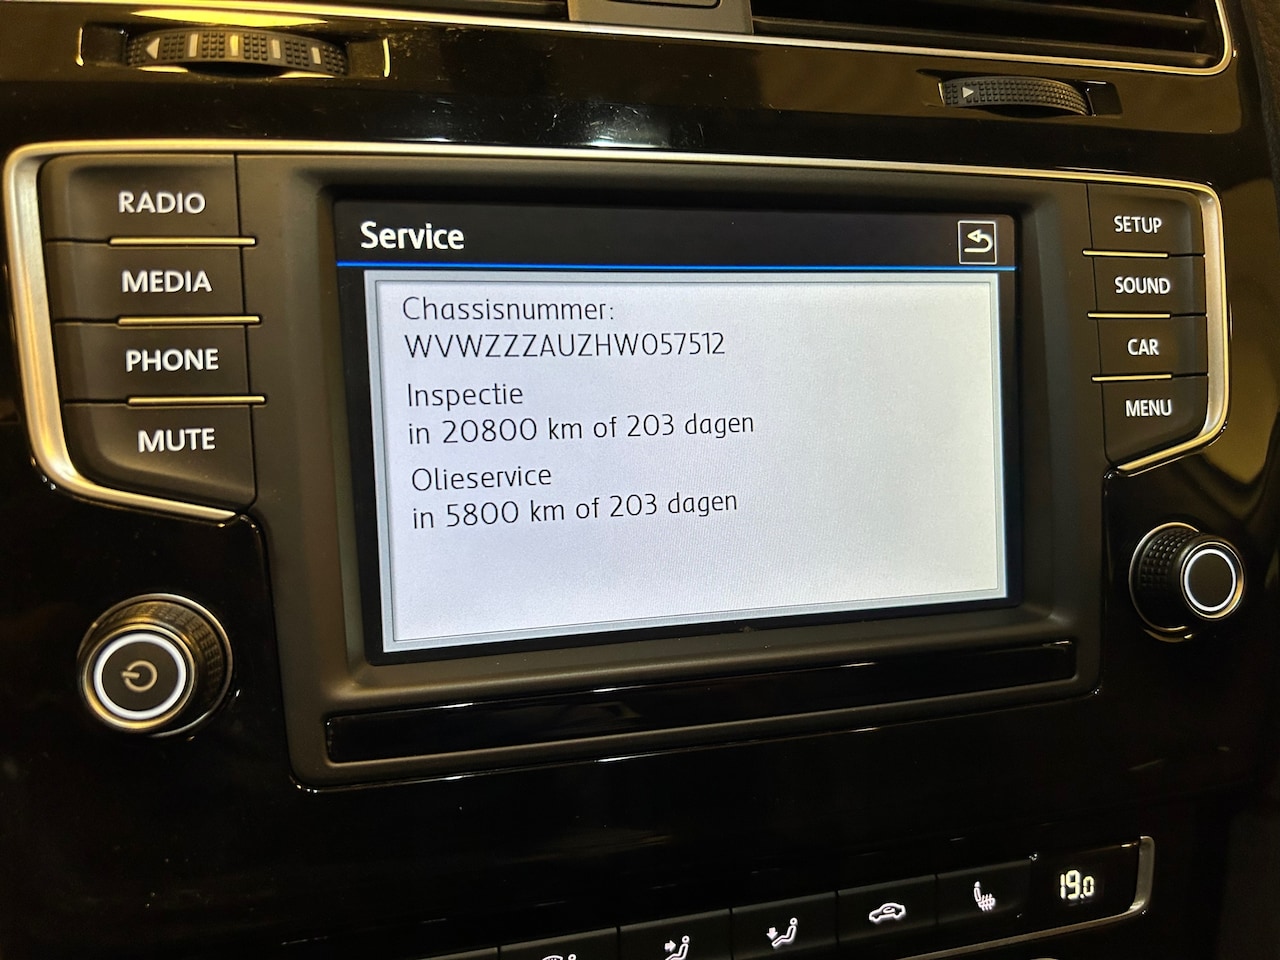 RADIO
MEDIA
PHONE
MUTE
Service
Chassisnummer:
WVWZZZAUZHW057512
Inspectie
in 20800 km of 203 dagen
Olieservice
in 5800 km of 203 dagen
SETUP
SOUND
CAR
MENU
19.0